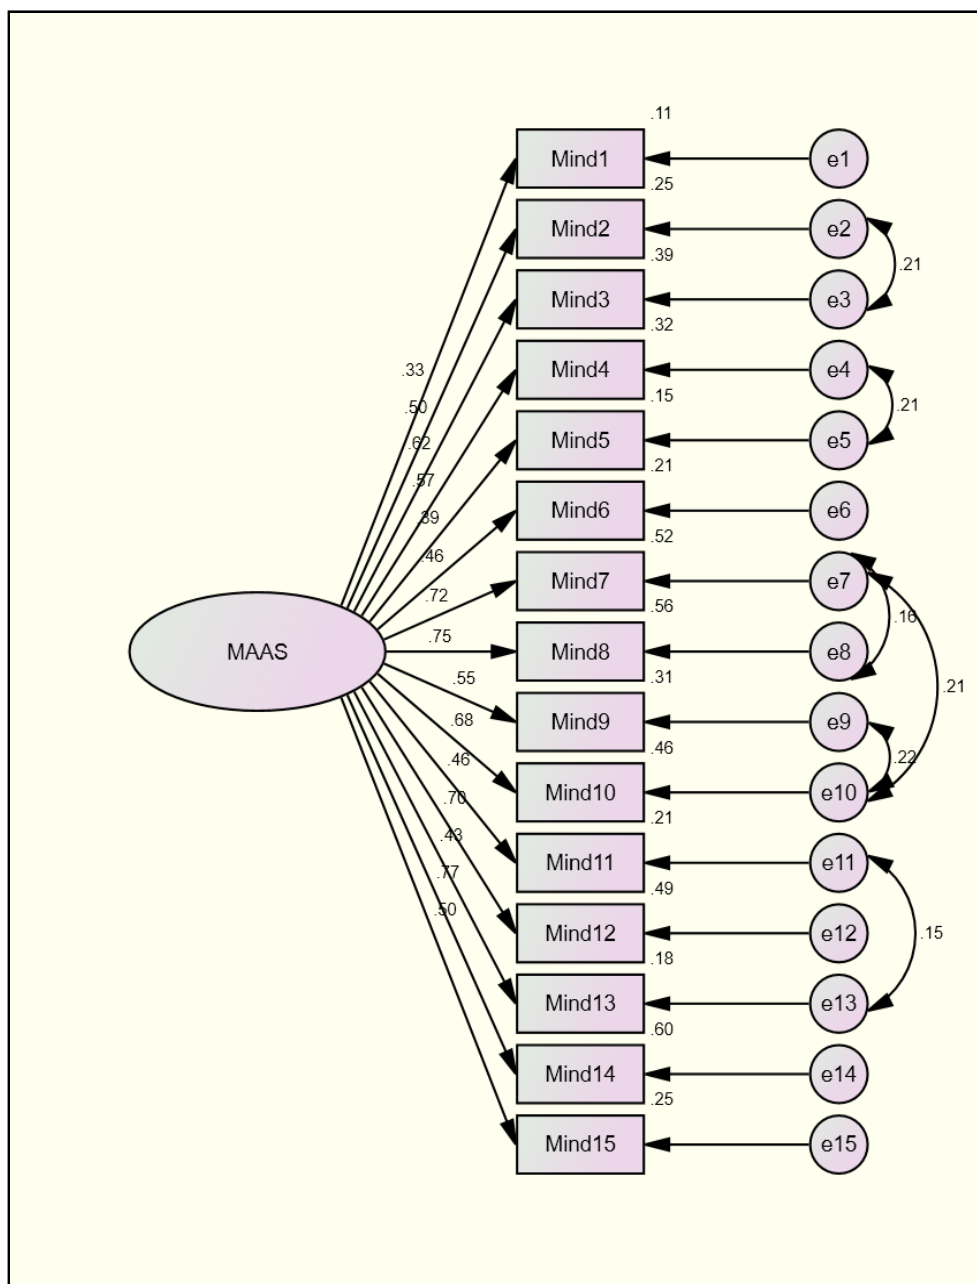 .11
Mind1
e1
.25
Mind2
e2
.39
.21
Mind3
e3
.32
.33
Mind4
e4
.15
.50
.21
.62
Mind5
e5
.21
.57
.39
Mind6
e6
.52
.46
.72
Mind7
e7
.56
.16
.75
MAAS
Mind8
e8
.31
.55
.21
.68
Mind9
e9
.46
.46
.22
.70
Mind10
e10
.21
.43
.77
Mind11
e11
.49
.50
Mind12
e12
.15
.18
Mind13
e13
.60
Mind14
e14
.25
Mind15
e15